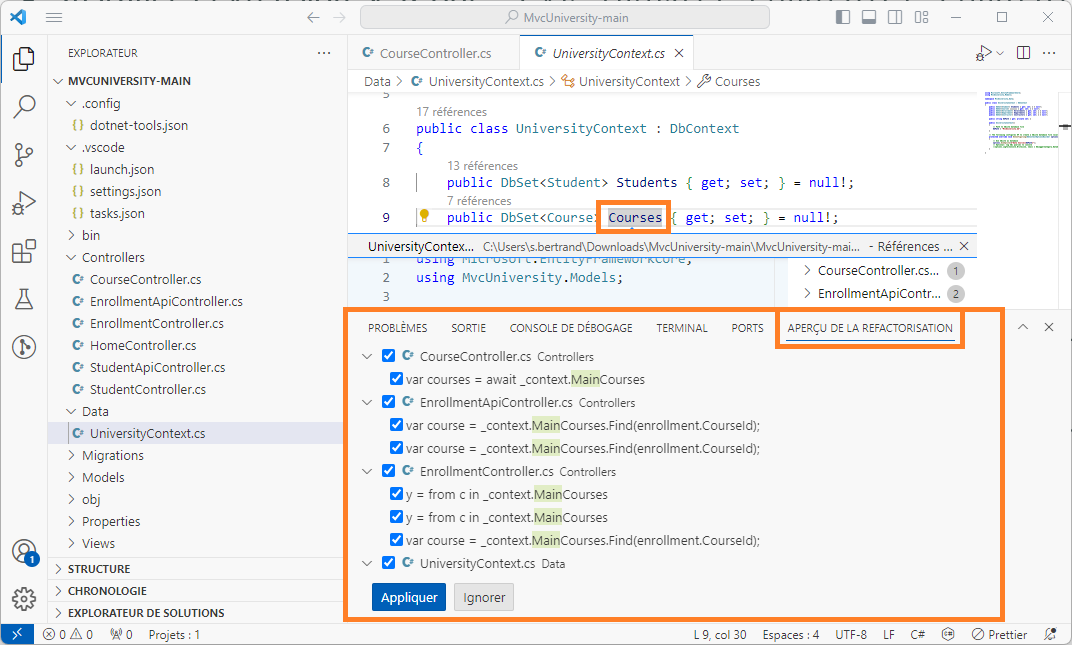 MvcUniversity-main
EXPLORATEUR
MVCUNIVERSITY-MAIN
.config
dotnet-tools.json
.vscode
launch.json
settings.json
tasks.json
bin
Controllers
CourseController.cs
EnrollmentApiController.cs
EnrollmentController.cs
HomeController.cs
StudentApiController.cs
StudentController.cs
Data
UniversityContext.cs
Migrations
Models
obj
Properties
Views
STRUCTURE
CHRONOLOGIE
EXPLORATEUR DE SOLUTIONS
1
CourseController.cs
UniversityContext.cs
Data > UniversityContext.cs > UniversityContext > Courses
5
17 références
6 public class UniversityContext : DbContext
7 {
13 références
8 public DbSet<Student> Students { get; set; } = null!;
7 références
9 public DbSet<Course> Courses { get; set; } = null!;
UniversityContex... C:\Users\s.bertrand\Downloads\MvcUniversity-main\MvcUniversity-mai... - Références ...
1 using Microsoft.EntityFrameworkCore;
2 using MvcUniversity.Models;
3
CourseController.cs... 1
EnrollmentApiContr... 2
PROBLÈMES SORTIE CONSOLE DE DÉBOGAGE TERMINAL PORTS APERÇU DE LA REFACTORISATION
CourseController.cs Controllers
var courses = await _context.MainCourses
EnrollmentApiController.cs Controllers
var course = _context.MainCourses.Find(enrollment.CourseId);
var course = _context.MainCourses.Find(enrollment.CourseId);
EnrollmentController.cs Controllers
y = from c in _context.MainCourses
y = from c in _context.MainCourses
var course = _context.MainCourses.Find(enrollment.CourseId);
UniversityContext.cs Data
Appliquer Ignorer
0 0 0 Projets : 1 L 9, col 30 Espaces : 4 UTF-8 LF C# Prettier